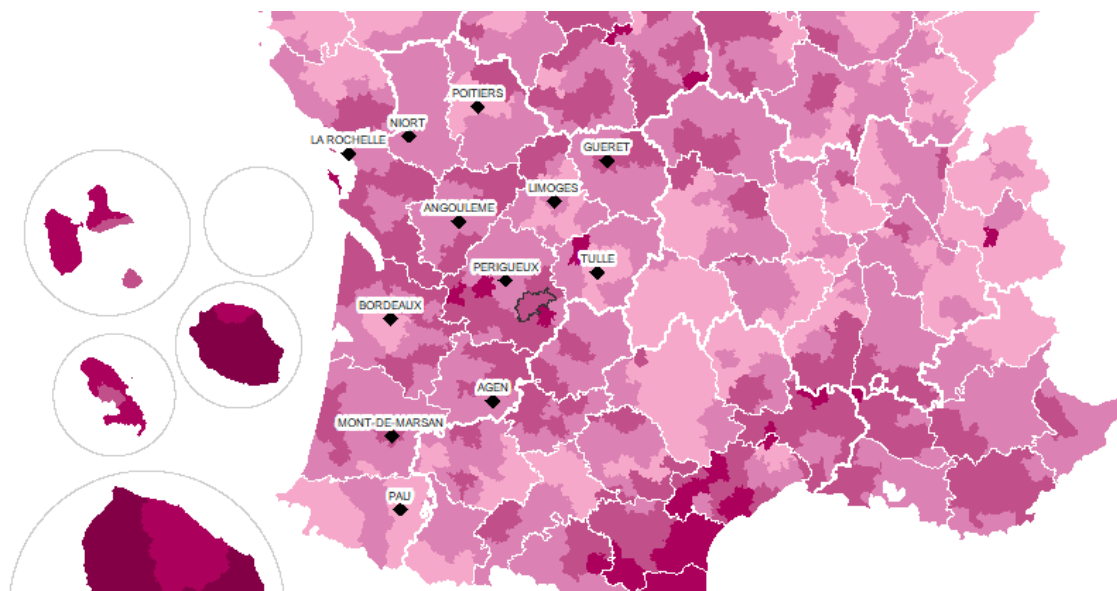 POITIERS
NIORT
LA ROCHELLE
GUERET
LIMOGES
ANGOULEME
PERIGUEUX
TULLE
BORDEAUX
AGEN
MONT-DE-MARSAN
PAU